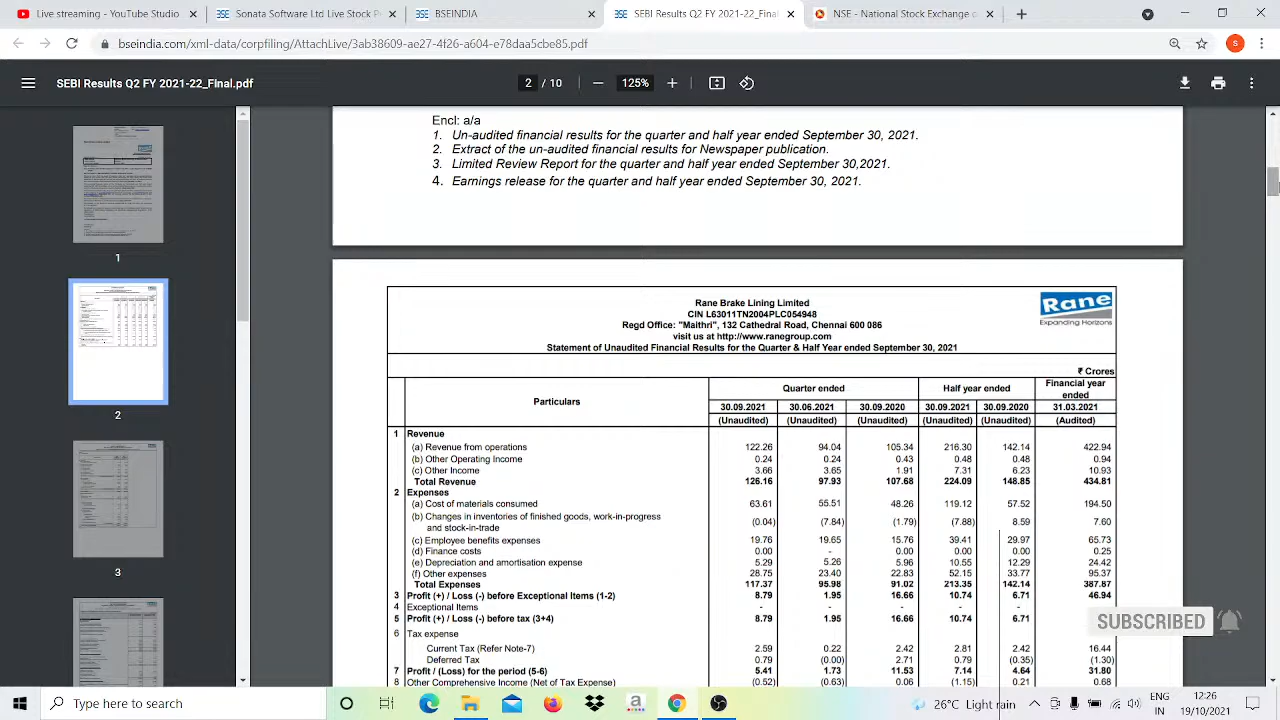 Live streaming - YouTube Studio
Sonata Software Ltd Live Stock P
BSEINDIA
SEBI Results Q2 FY 2021-22_Final
NSE - National Stock Exchange o
bseindia.com/xml-data/corpfiling/AttachLive/3ab38609-ae27-4f26-a604-e78daa5cbe85.pdf
S
SEBI Results Q2 FY 2021-22_Final.pdf
2 / 10
125%
Encl: a/a
1. Un-audited financial results for the quarter and half year ended September 30, 2021.
2. Extract of the un-audited financial results for Newspaper publication.
3. Limited Review Report for the quarter and half year ended September 30,2021.
4. Earnings release for the quarter and half year ended September 30, 2021.
1
2
3
Rane Brake Lining Limited
CIN L63011TN2004PLC054948
Regd Office: "Maithri", 132 Cathedral Road, Chennai 600 086
visit us at http://www.ranegroup.com
Statement of Unaudited Financial Results for the Quarter & Half Year ended September 30, 2021
Rane
Expanding Horizons
₹ Crores
Particulars Quarter ended Half year ended Financial year ended
30.09.2021 30.06.2021 30.09.2020 30.09.2021 30.09.2020 31.03.2021
(Unaudited) (Unaudited) (Unaudited) (Unaudited) (Unaudited) (Audited)
1 Revenue
(a) Revenue from operations 122.26 94.04 105.34 216.30 142.14 422.94
(b) Other Operating Income 0.24 0.24 0.43 0.48 0.48 0.94
(c) Other Income 3.66 3.65 1.91 7.31 6.23 10.93
Total Revenue 126.16 97.93 107.68 224.09 148.85 434.81
2 Expenses
(a) Cost of materials consumed 63.61 55.51 48.26 119.12 57.52 194.50
(b) Changes in inventories of finished goods, work-in-progress
and stock-in-trade (0.04) (7.84) (1.79) (7.88) 8.59 7.60
(c) Employee benefits expenses 19.76 19.65 15.76 39.41 29.97 65.73
(d) Finance costs 0.00 - 0.00 0.00 0.00 0.25
(e) Depreciation and amortisation expense 5.29 5.26 5.96 10.55 12.29 24.42
(f) Other expenses 28.75 23.40 22.83 52.15 33.77 95.37
Total Expenses 117.37 95.98 91.02 213.35 142.14 387.87
3 Profit (+) / Loss (-) before Exceptional Items (1-2) 8.79 1.95 16.66 10.74 6.71 46.94
4 Exceptional Items - - - - - -
5 Profit (+) / Loss (-) before tax (3+4) 8.79 1.95 16.66 10.74 6.71
6 Tax expense
Current Tax (Refer Note-7) 2.59 0.22 2.42 2.81 2.42 16.44
Deferred Tax 0.79 (0.00) 2.71 0.79 (0.35) (1.30)
7 Profit / (Loss) for the period (5-6) 5.41 1.73 11.53 7.14 4.64 31.80
8 Other Comprehensive Income (Net of Tax Expense) (0.52) (0.63) 0.06 (1.15) 0.21 0.68
SUBSCRIBED
Type here to search
26°C Light rain
ENG
IN
12:26
19/10/2021